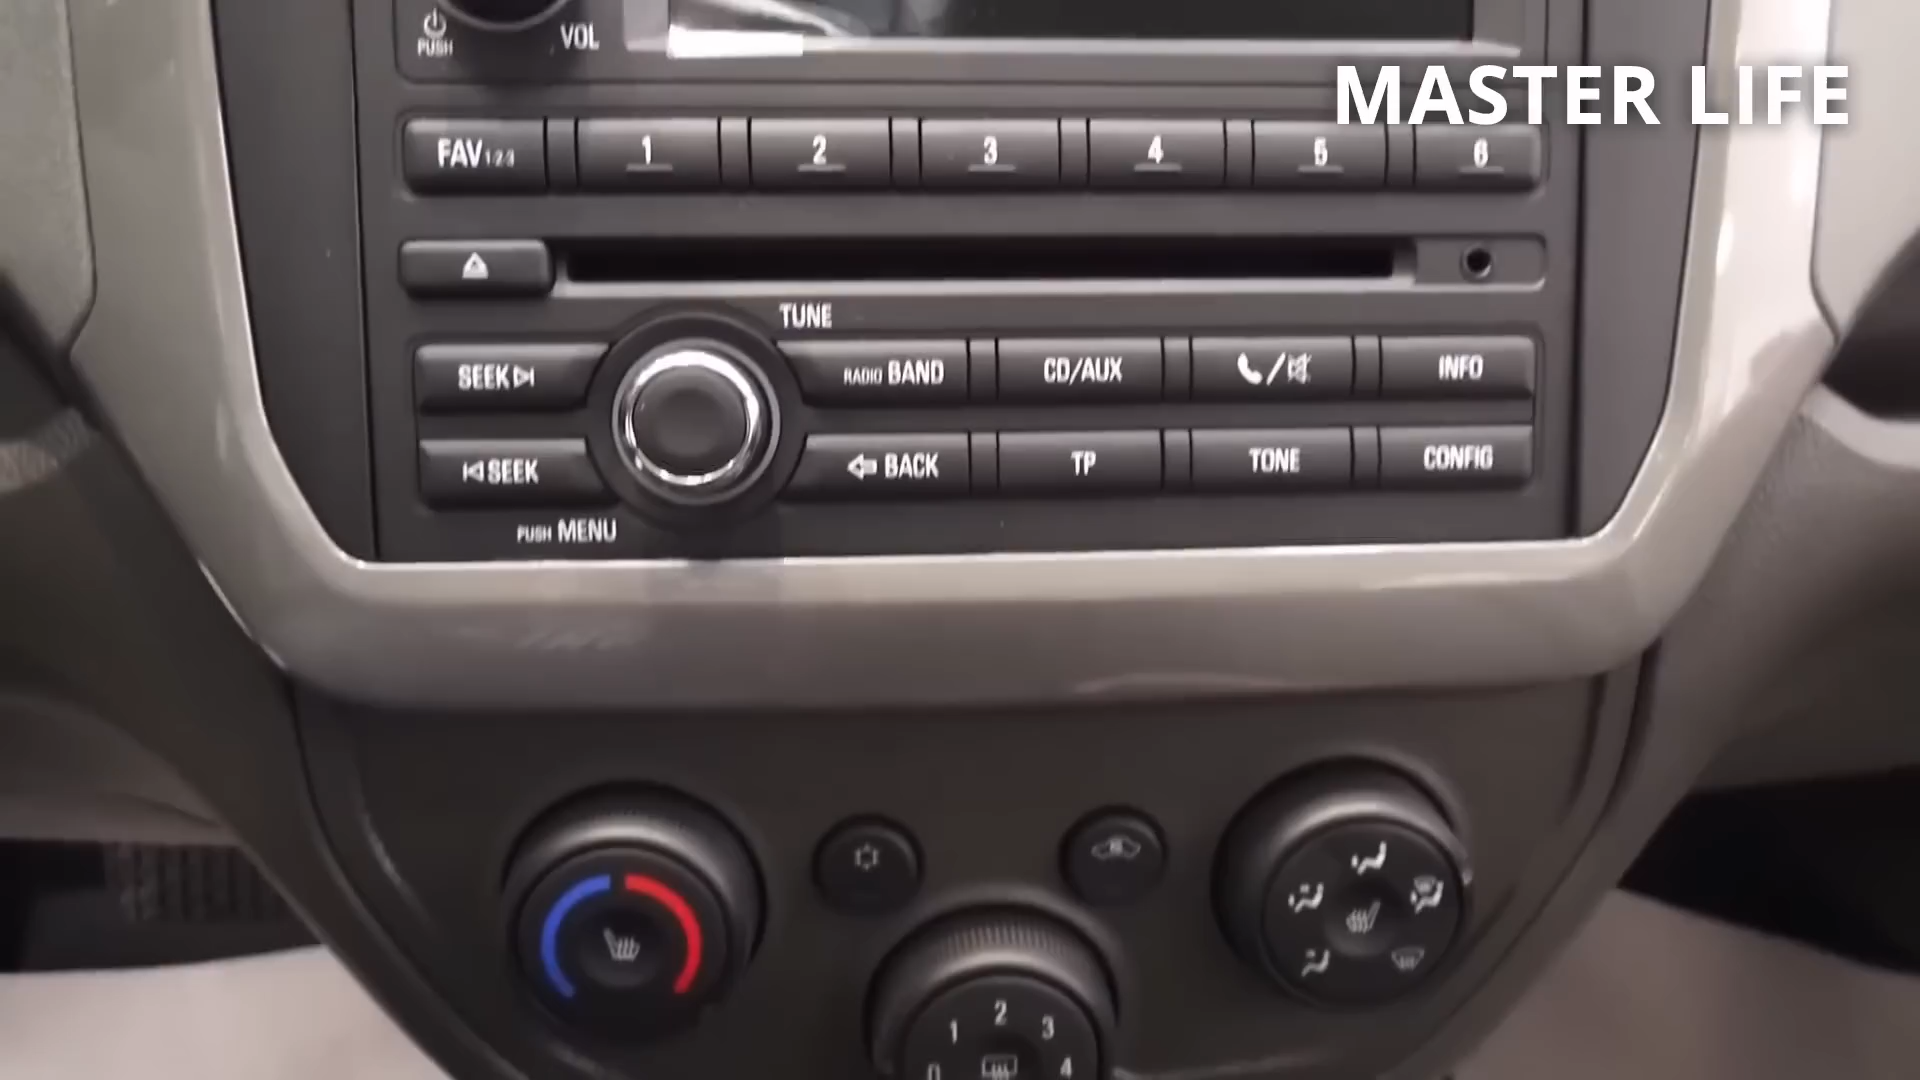 PUSH
VOL
MASTER LIFE
FAV 1-2-3
1
2
3
4
5
6
TUNE
SEEK
RADIO BAND
CD/AUX
INFO
SEEK
BACK
TP
TONE
CONFIG
PUSH MENU
0
1
2
3
4